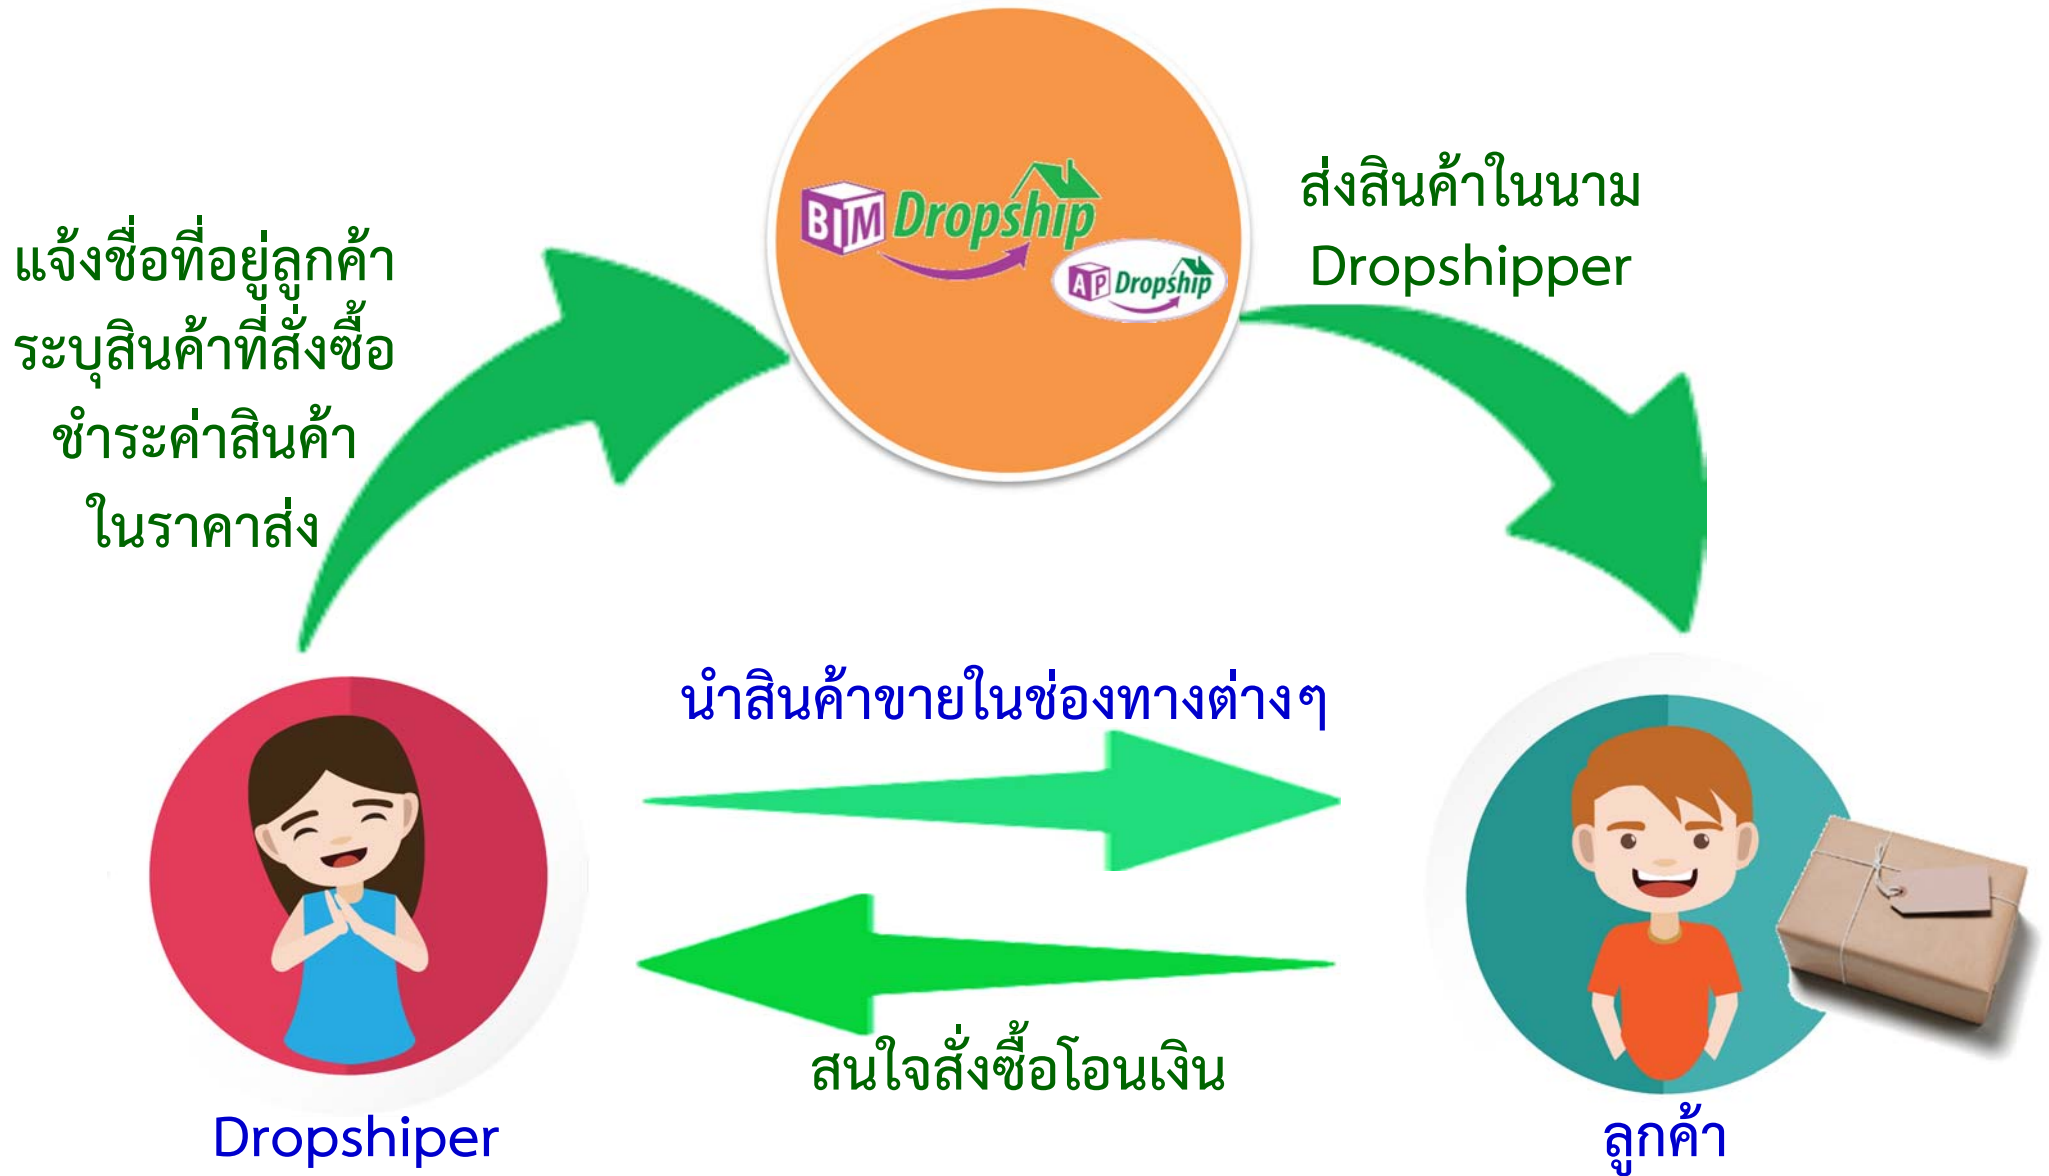 BIM Dropship
AP Dropship
ส่งสินค้าในนาม
Dropshipper
แจ้งชื่อที่อยู่ลูกค้า
ระบุสินค้าที่สั่งซื้อ
ชำระค่าสินค้า
ในราคาส่ง
นำสินค้าขายในช่องทางต่างๆ
สนใจสั่งซื้อโอนเงิน
Dropshiper
ลูกค้า